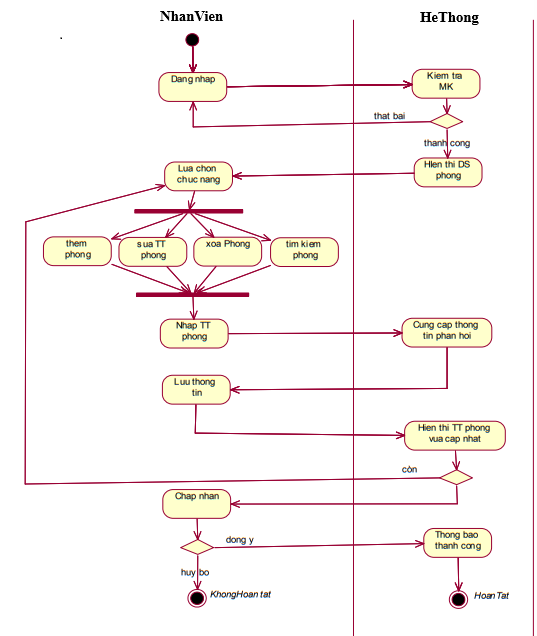 NhanVien
HeThong
Dang nhap
Kiem tra
MK
that bai
thanh cong
HIen thi DS
phong
Lua chon
chuc nang
them
phong
sua TT
phong
xoa Phong
tim kiem
phong
Nhap TT
phong
Cung cap thong
tin phan hoi
Luu thong
tin
Hien thi TT phong
vua cap nhat
còn
Chap nhan
dong y
Thong bao
thanh cong
huy bo
KhongHoan tat
HoanTat